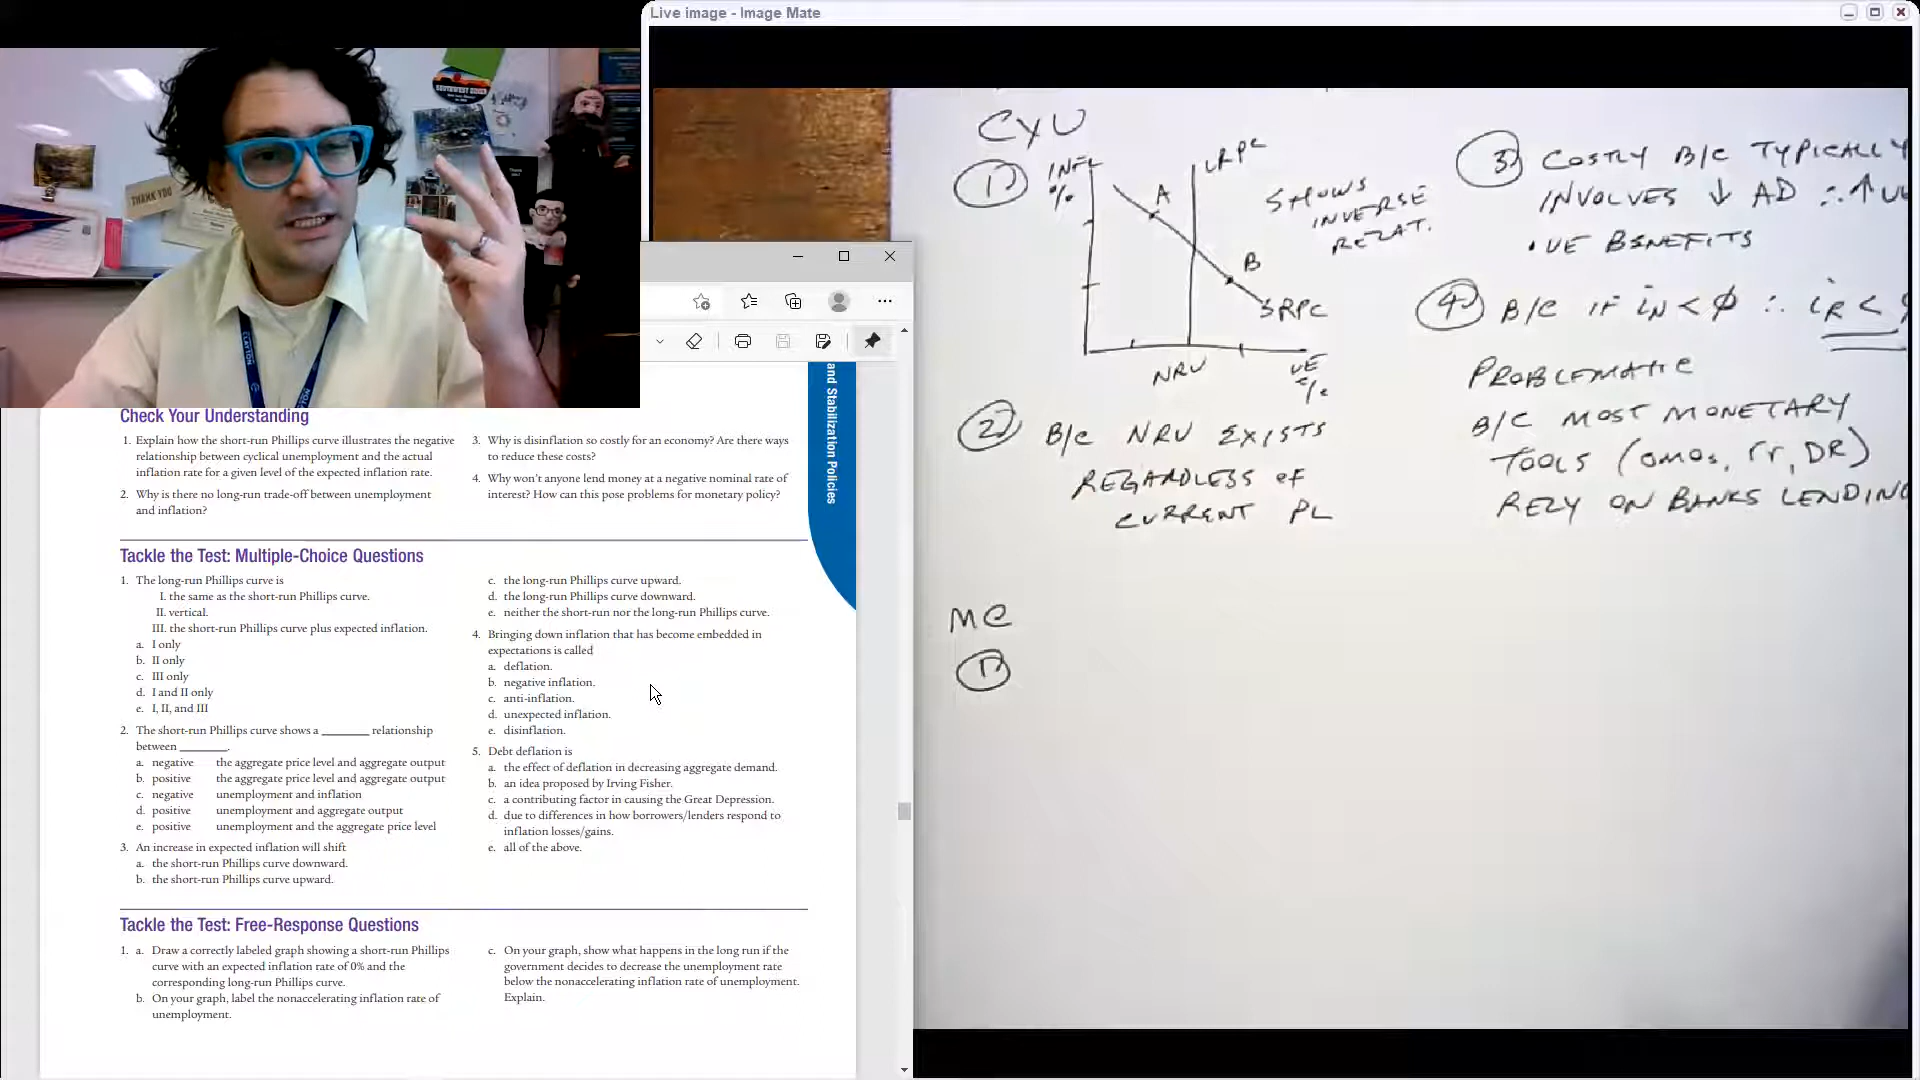 Live image - Image Mate
THANK YOU
CLAYTON
and Stabilization Policies
Check Your Understanding
1. Explain how the short-run Phillips curve illustrates the negative
relationship between cyclical unemployment and the actual
inflation rate for a given level of the expected inflation rate.
2. Why is there no long-run trade-off between unemployment
and inflation?
3. Why is disinflation so costly for an economy? Are there ways
to reduce these costs?
4. Why won't anyone lend money at a negative nominal rate of
interest? How can this pose problems for monetary policy?
Tackle the Test: Multiple-Choice Questions
1. The long-run Phillips curve is
I. the same as the short-run Phillips curve.
II. vertical.
III. the short-run Phillips curve plus expected inflation.
a. I only
b. II only
c. III only
d. I and II only
e. I, II, and III
2. The short-run Phillips curve shows a ________ relationship
between ________.
a. negative the aggregate price level and aggregate output
b. positive the aggregate price level and aggregate output
c. negative unemployment and inflation
d. positive unemployment and aggregate output
e. positive unemployment and the aggregate price level
3. An increase in expected inflation will shift
a. the short-run Phillips curve downward.
b. the short-run Phillips curve upward.
c. the long-run Phillips curve upward.
d. the long-run Phillips curve downward.
e. neither the short-run nor the long-run Phillips curve.
4. Bringing down inflation that has become embedded in
expectations is called
a. deflation.
b. negative inflation.
c. anti-inflation.
d. unexpected inflation.
e. disinflation.
5. Debt deflation is
a. the effect of deflation in decreasing aggregate demand.
b. an idea proposed by Irving Fisher.
c. a contributing factor in causing the Great Depression.
d. due to differences in how borrowers/lenders respond to
inflation losses/gains.
e. all of the above.
Tackle the Test: Free-Response Questions
1. a. Draw a correctly labeled graph showing a short-run Phillips
curve with an expected inflation rate of 0% and the
corresponding long-run Phillips curve.
b. On your graph, label the nonaccelerating inflation rate of
unemployment.
c. On your graph, show what happens in the long run if the
government decides to decrease the unemployment rate
below the nonaccelerating inflation rate of unemployment.
Explain.
CYU
1 INFL
%
A
LRPC
B
SRPC
NRU
UE
%
SHOWS
INVERSE
RELAT.
2 B/C NRU EXISTS
REGARDLESS OF
CURRENT PL
3 COSTLY B/C TYPICALLY
INVOLVES ↓ AD ∴ ↑ UE
• UE BENEFITS
4 B/C IF iN < Ø ∴ iR <
PROBLEMATIC
B/C MOST MONETARY
TOOLS (OMOs, rr, DR)
RELY ON BANKS LENDING
MC
1